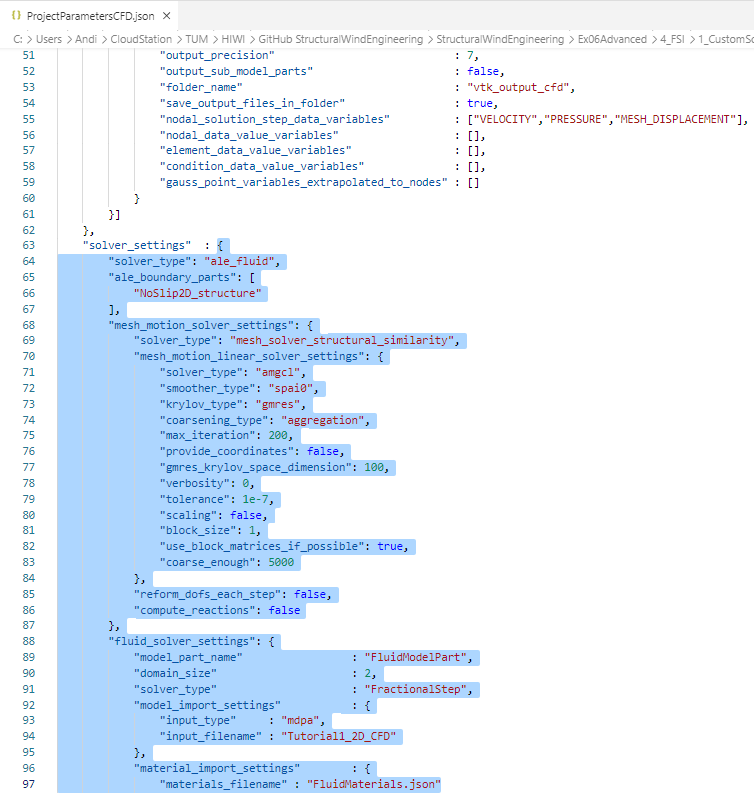 ProjectParametersCFD.json ×
C: > Users > Andi > CloudStation > TUM > HIWI > GitHub StructuralWindEngineering > StructuralWindEngineering > Ex06Advanced > 4_FSI > 1_CustomSo
51 "output_precision" : 7,
52 "output_sub_model_parts" : false,
53 "folder_name" : "vtk_output_cfd",
54 "save_output_files_in_folder" : true,
55 "nodal_solution_step_data_variables" : ["VELOCITY","PRESSURE","MESH_DISPLACEMENT"],
56 "nodal_data_value_variables" : [],
57 "element_data_value_variables" : [],
58 "condition_data_value_variables" : [],
59 "gauss_point_variables_extrapolated_to_nodes" : []
60 }
61 }]
62 },
63 "solver_settings" : {
64 "solver_type": "ale_fluid",
65 "ale_boundary_parts": [
66 "NoSlip2D_structure"
67 ],
68 "mesh_motion_solver_settings": {
69 "solver_type": "mesh_solver_structural_similarity",
70 "mesh_motion_linear_solver_settings": {
71 "solver_type": "amgcl",
72 "smoother_type": "spai0",
73 "krylov_type": "gmres",
74 "coarsening_type": "aggregation",
75 "max_iteration": 200,
76 "provide_coordinates": false,
77 "gmres_krylov_space_dimension": 100,
78 "verbosity": 0,
79 "tolerance": 1e-7,
80 "scaling": false,
81 "block_size": 1,
82 "use_block_matrices_if_possible": true,
83 "coarse_enough": 5000
84 },
85 "reform_dofs_each_step": false,
86 "compute_reactions": false
87 },
88 "fluid_solver_settings": {
89 "model_part_name" : "FluidModelPart",
90 "domain_size" : 2,
91 "solver_type" : "FractionalStep",
92 "model_import_settings" : {
93 "input_type" : "mdpa",
94 "input_filename" : "Tutorial1_2D_CFD"
95 },
96 "material_import_settings" : {
97 "materials_filename" : "FluidMaterials.json"